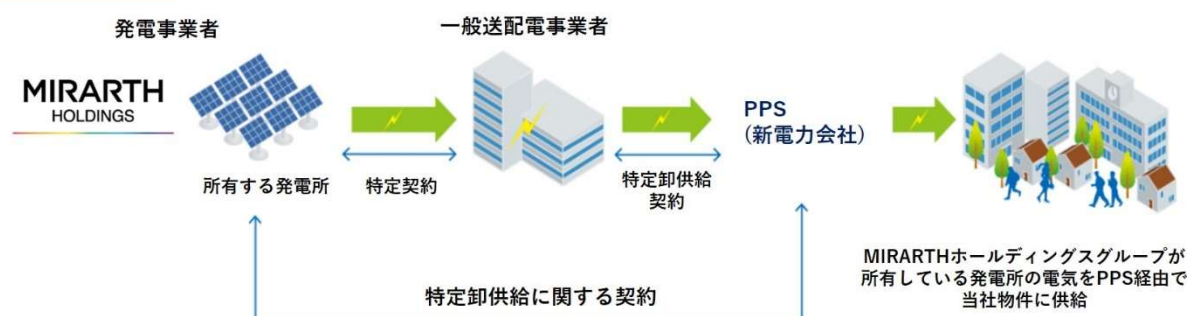 発電事業者
一般送配電事業者
MIRARTH
HOLDINGS
PPS
(新電力会社)
所有する発電所
特定契約
特定卸供給
契約
MIRARTHホールディングスグループが
所有している発電所の電気をPPS経由で
当社物件に供給
特定卸供給に関する契約